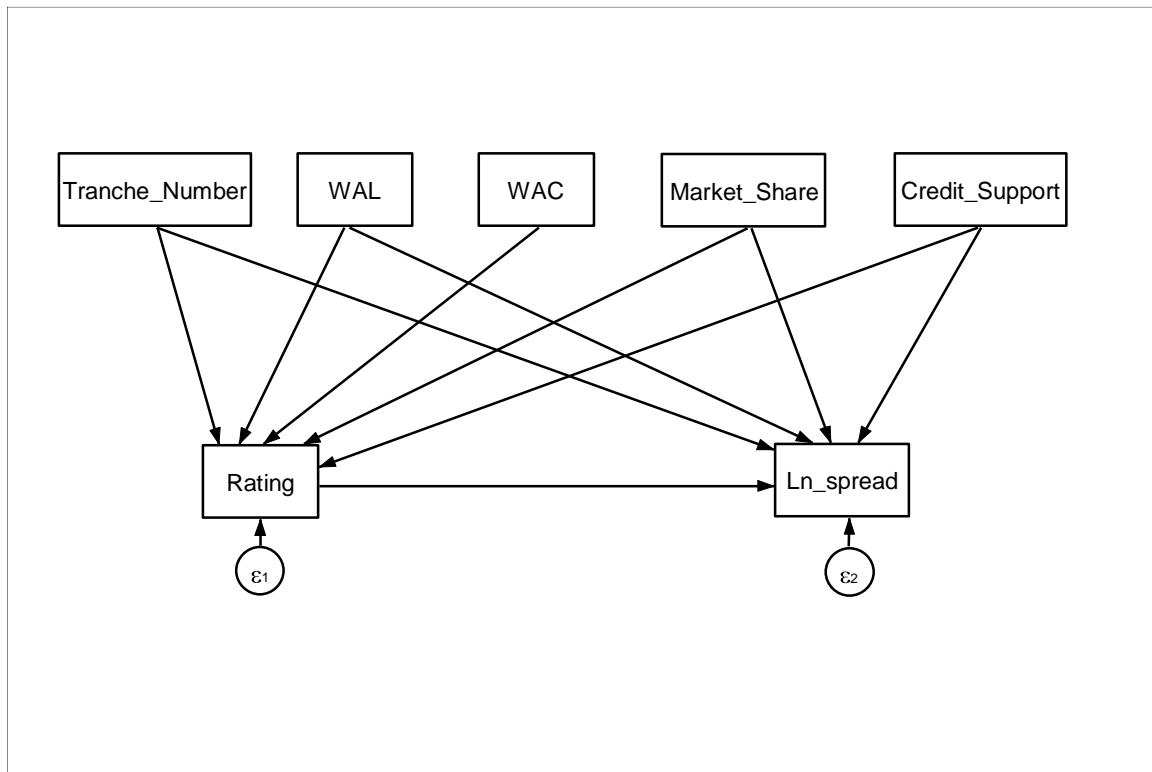 Tranche_Number
WAL
WAC
Market_Share
Credit_Support
Rating
Ln_spread
ε1
ε2